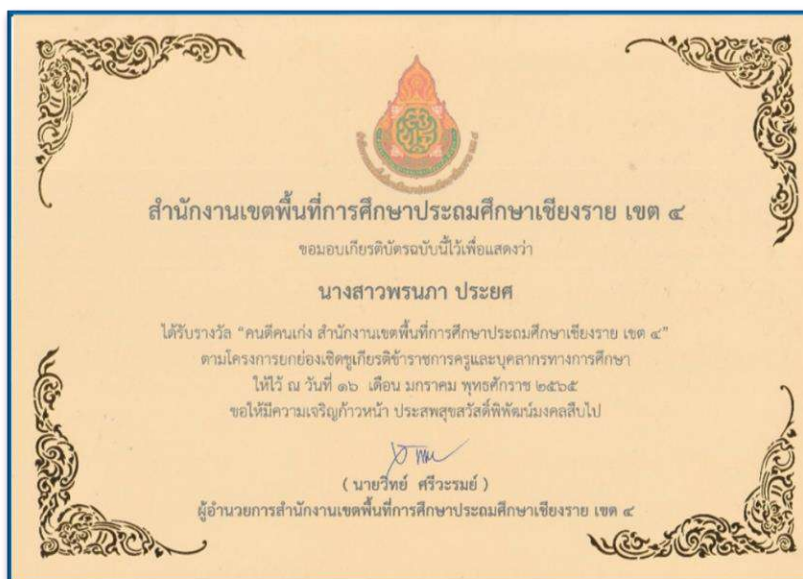 สำนักงานเขตพื้นที่การศึกษาประถมศึกษาเชียงราย เขต ๔
ขอมอบเกียรติบัตรฉบับนี้ไว้เพื่อแสดงว่า
นางสาวพรนภา ประยศ
ได้รับรางวัล “คนดีคนเก่ง สำนักงานเขตพื้นที่การศึกษาประถมศึกษาเชียงราย เขต ๔”
ตามโครงการยกย่องเชิดชูเกียรติข้าราชการครูและบุคลากรทางการศึกษา
ให้ไว้ ณ วันที่ ๑๖ เดือน มกราคม พุทธศักราช ๒๕๖๕
ขอให้มีความเจริญก้าวหน้า ประสพสุขสวัสดิ์พิพัฒน์มงคลสืบไป
( นายวิทย์ ศรีวะรมย์ )
ผู้อำนวยการสำนักงานเขตพื้นที่การศึกษาประถมศึกษาเชียงราย เขต ๔